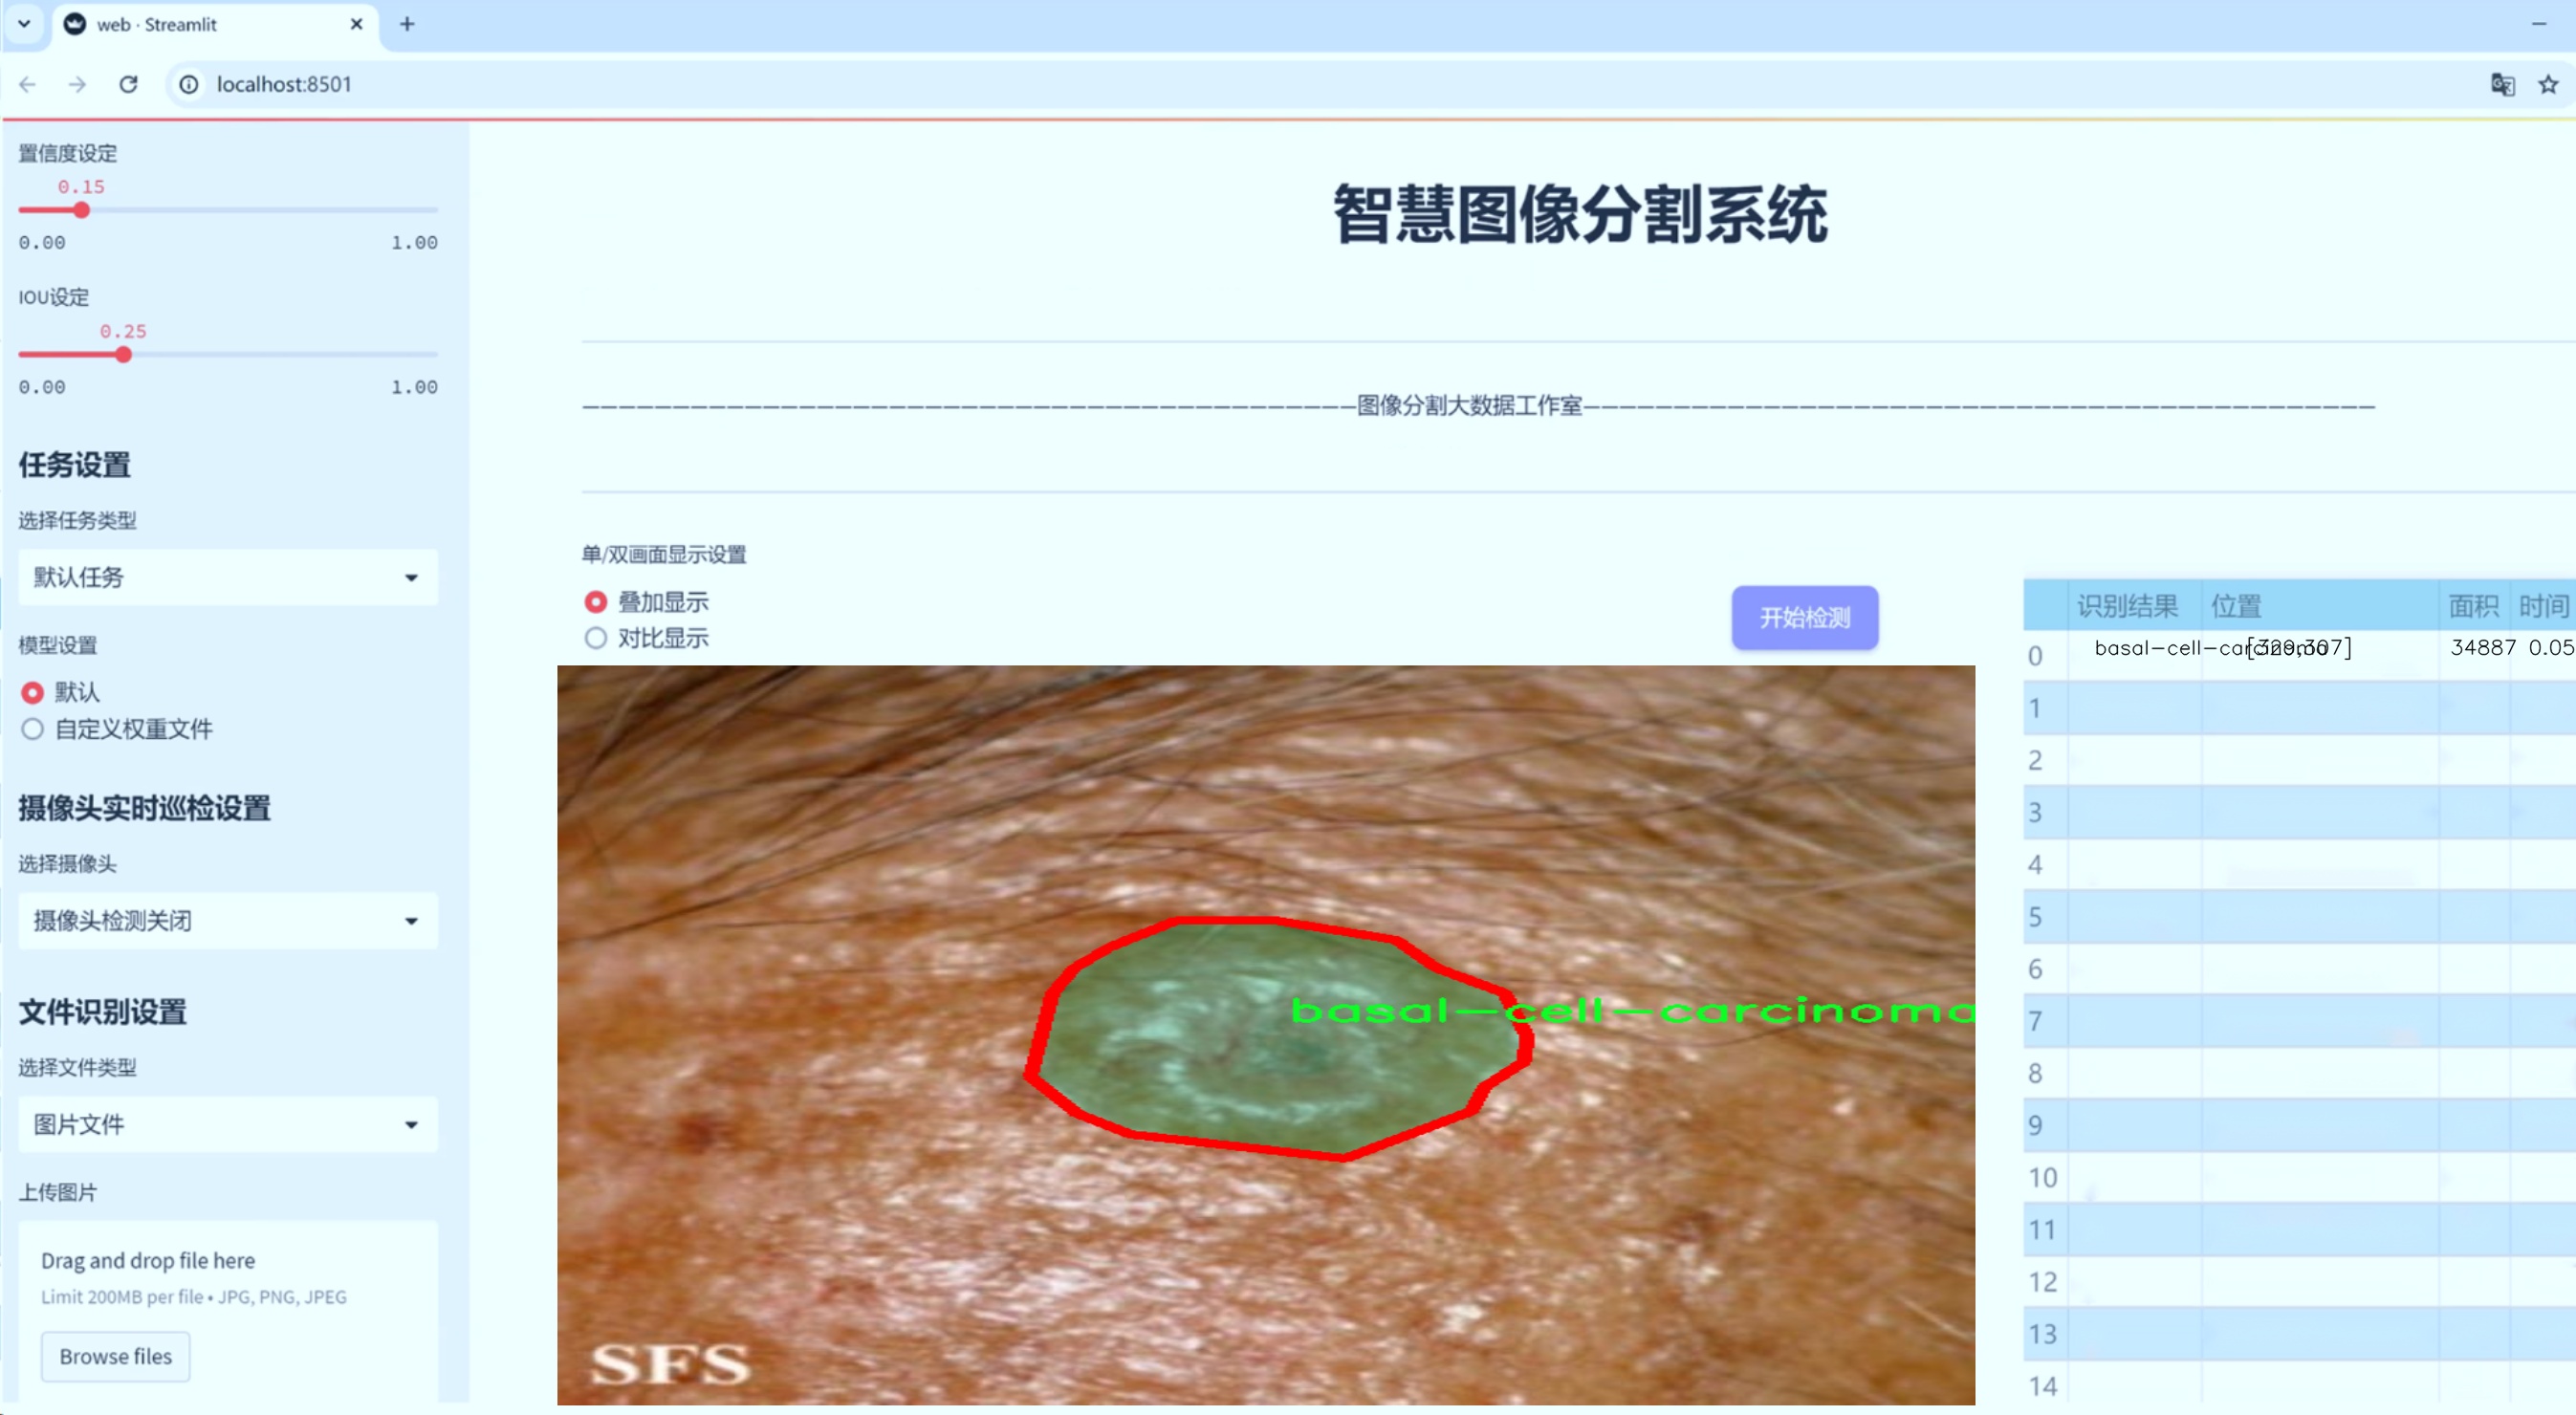 web · Streamlit
localhost:8501
置信度设定
0.15
0.00 1.00
IOU设定
0.25
0.00 1.00
任务设置
选择任务类型
默认任务
模型设置
默认
自定义权重文件
摄像头实时巡检设置
选择摄像头
摄像头检测关闭
文件识别设置
选择文件类型
图片文件
上传图片
Drag and drop file here
Limit 200MB per file • JPG, PNG, JPEG
Browse files
智慧图像分割系统
图像分割大数据工作室
单/双画面显示设置
叠加显示
对比显示
开始检测
basal-cell-carcinoma
SFS
识别结果 位置 面积 时间
0 basal-cell-carcinoma [329,307] 34887 0.05
1
2
3
4
5
6
7
8
9
10
11
12
13
14